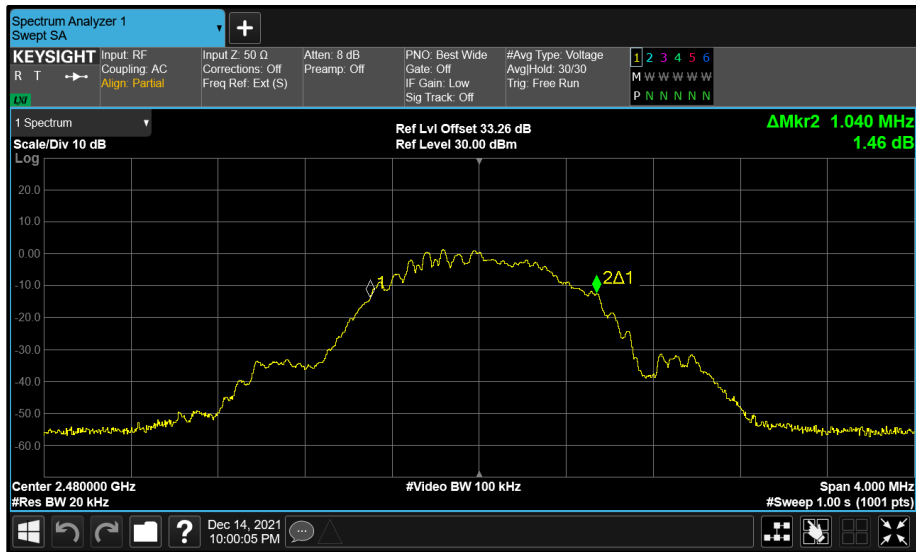 Spectrum Analyzer 1
Swept SA
+
KEYSIGHT
R T
LXI
Input: RF
Coupling: AC
Align: Partial
Input Z: 50 Ω
Corrections: Off
Freq Ref: Ext (S)
Atten: 8 dB
Preamp: Off
PNO: Best Wide
Gate: Off
IF Gain: Low
Sig Track: Off
#Avg Type: Voltage
Avg|Hold: 30/30
Trig: Free Run
1 2 3 4 5 6
M W W W W W
P N N N N N
1 Spectrum
Scale/Div 10 dB
Log
Ref Lvl Offset 33.26 dB
Ref Level 30.00 dBm
ΔMkr2 1.040 MHz
1.46 dB
20.0
10.0
0.00
-10.0
-20.0
-30.0
-40.0
-50.0
-60.0
1
2Δ1
Center 2.480000 GHz
#Res BW 20 kHz
#Video BW 100 kHz
Span 4.000 MHz
#Sweep 1.00 s (1001 pts)
?
Dec 14, 2021
10:00:05 PM